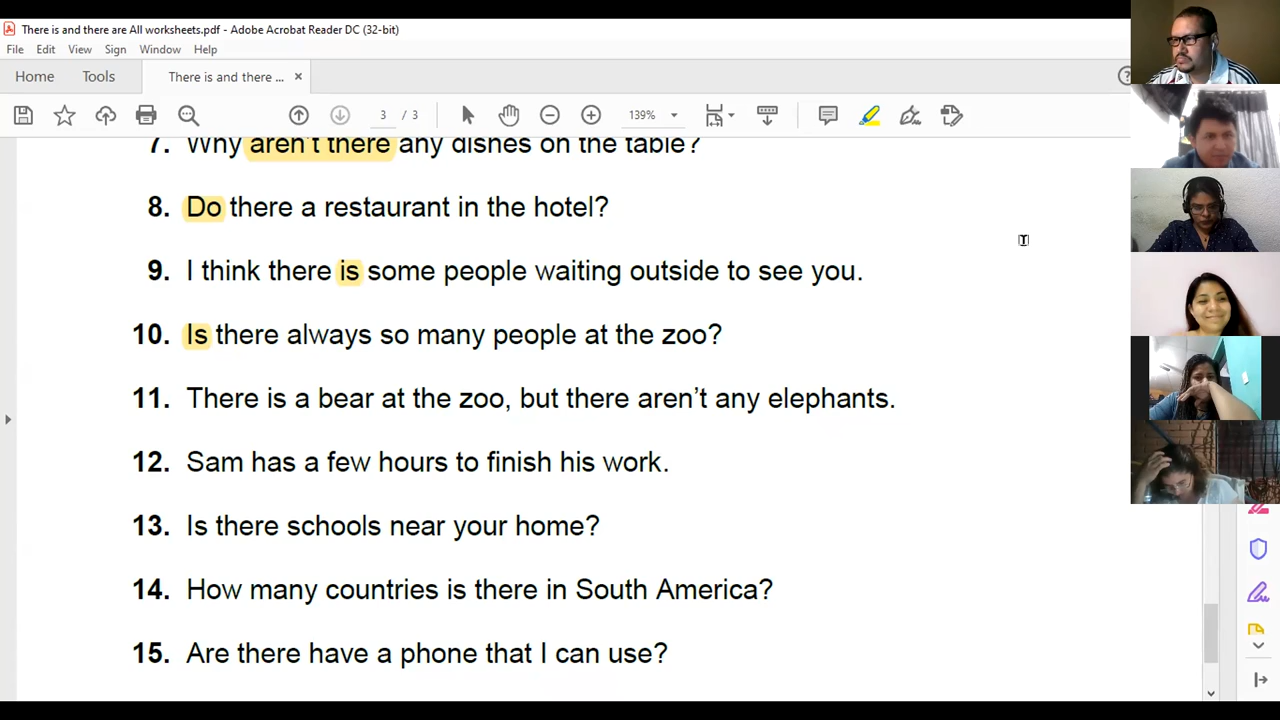 There is and there are All worksheets.pdf - Adobe Acrobat Reader DC (32-bit)
File Edit View Sign Window Help
Home Tools There is and there ... ×
3 / 3 139%
7. Why aren't there any dishes on the table?
8. Do there a restaurant in the hotel?
9. I think there is some people waiting outside to see you.
10. Is there always so many people at the zoo?
11. There is a bear at the zoo, but there aren't any elephants.
12. Sam has a few hours to finish his work.
13. Is there schools near your home?
14. How many countries is there in South America?
15. Are there have a phone that I can use?